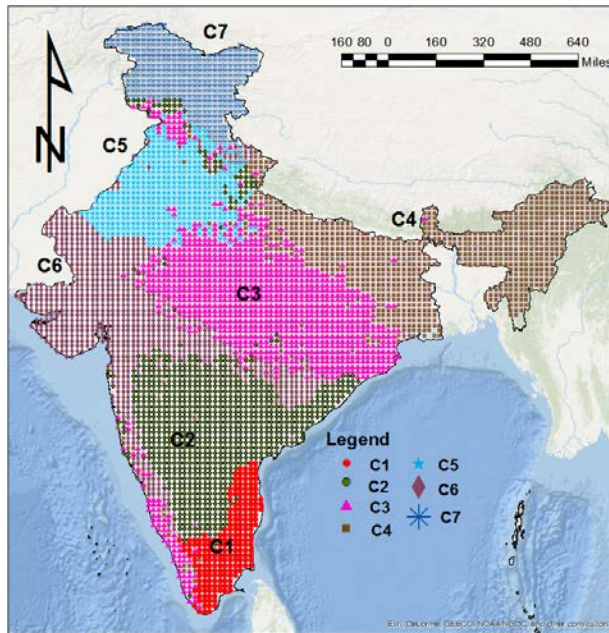 C7
160 80 0 160 320 480 640
Miles
N
C5
C4
C6
C3
C2
C1
Legend
C1
C2
C3
C4
C5
C6
C7
Esri, DeLorme, GEBCO, NOAA NGDC, and other contributors